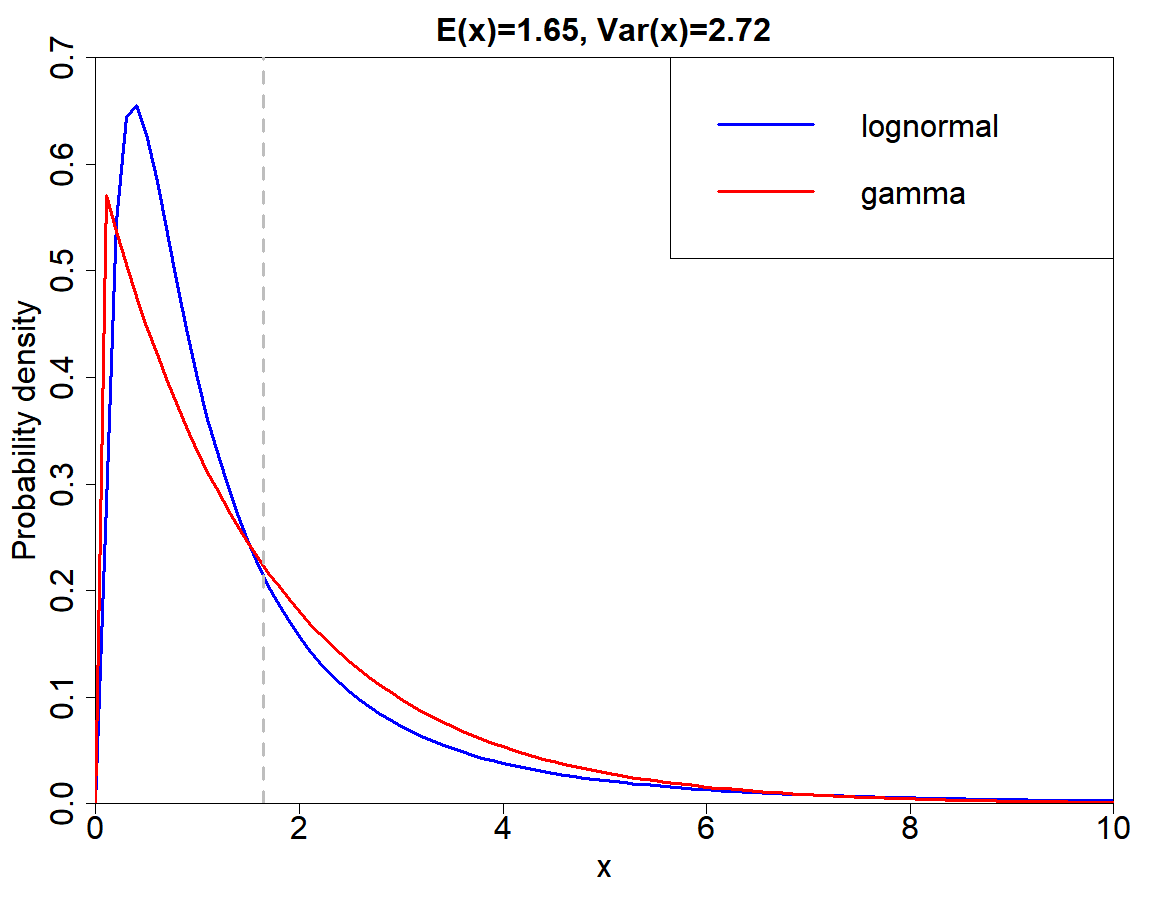 E(x)=1.65, Var(x)=2.72
0.7
0.6
0.5
0.4
0.3
0.2
0.1
0.0
Probability density
lognormal
gamma
0 2 4 6 8 10
x